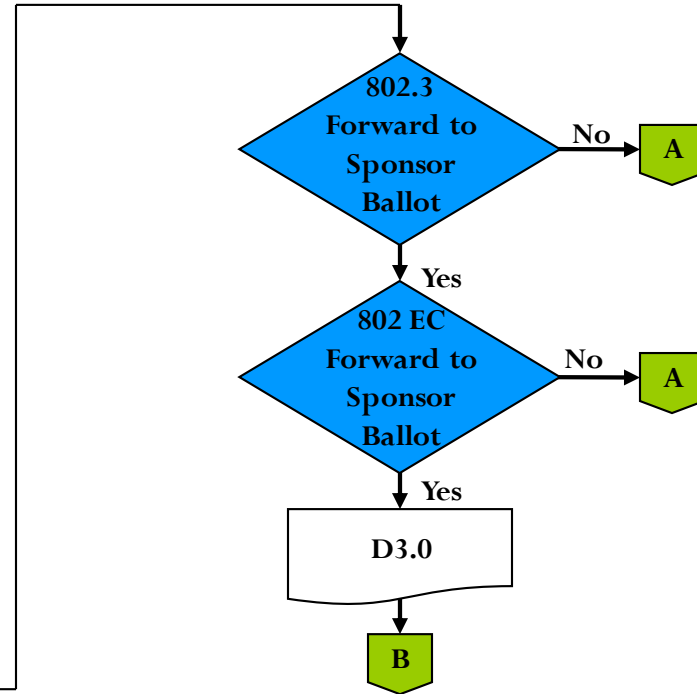 802.3
Forward to
Sponsor
Ballot
No
A
Yes
802 EC
Forward to
Sponsor
Ballot
No
A
Yes
D3.0
B